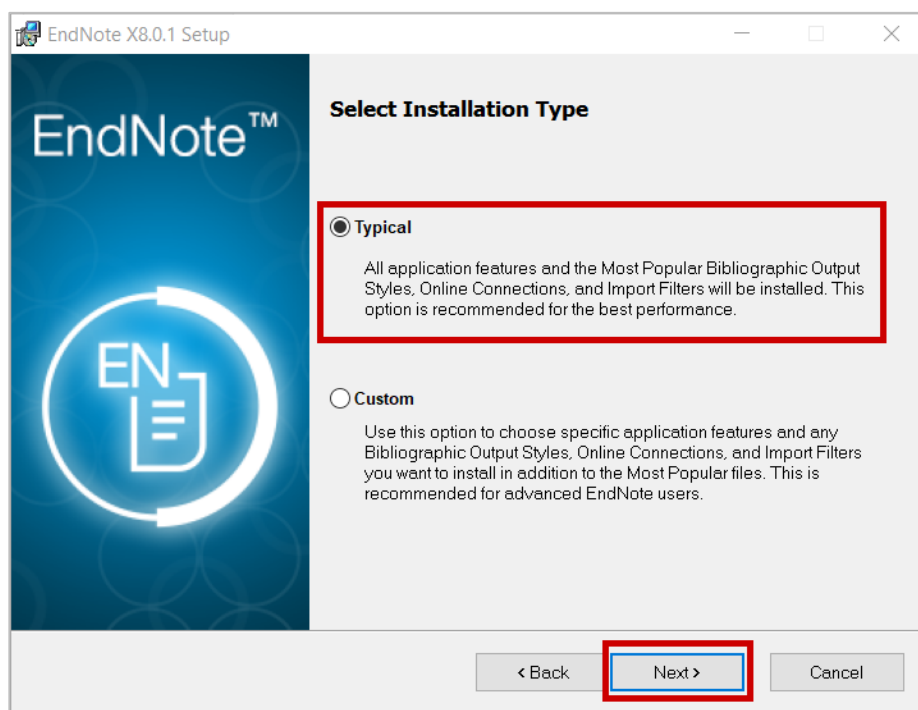 EndNote X8.0.1 Setup
EndNote™
EN
Select Installation Type
Typical
All application features and the Most Popular Bibliographic Output
Styles, Online Connections, and Import Filters will be installed. This
option is recommended for the best performance.
Custom
Use this option to choose specific application features and any
Bibliographic Output Styles, Online Connections, and Import Filters
you want to install in addition to the Most Popular files. This is
recommended for advanced EndNote users.
< Back
Next >
Cancel